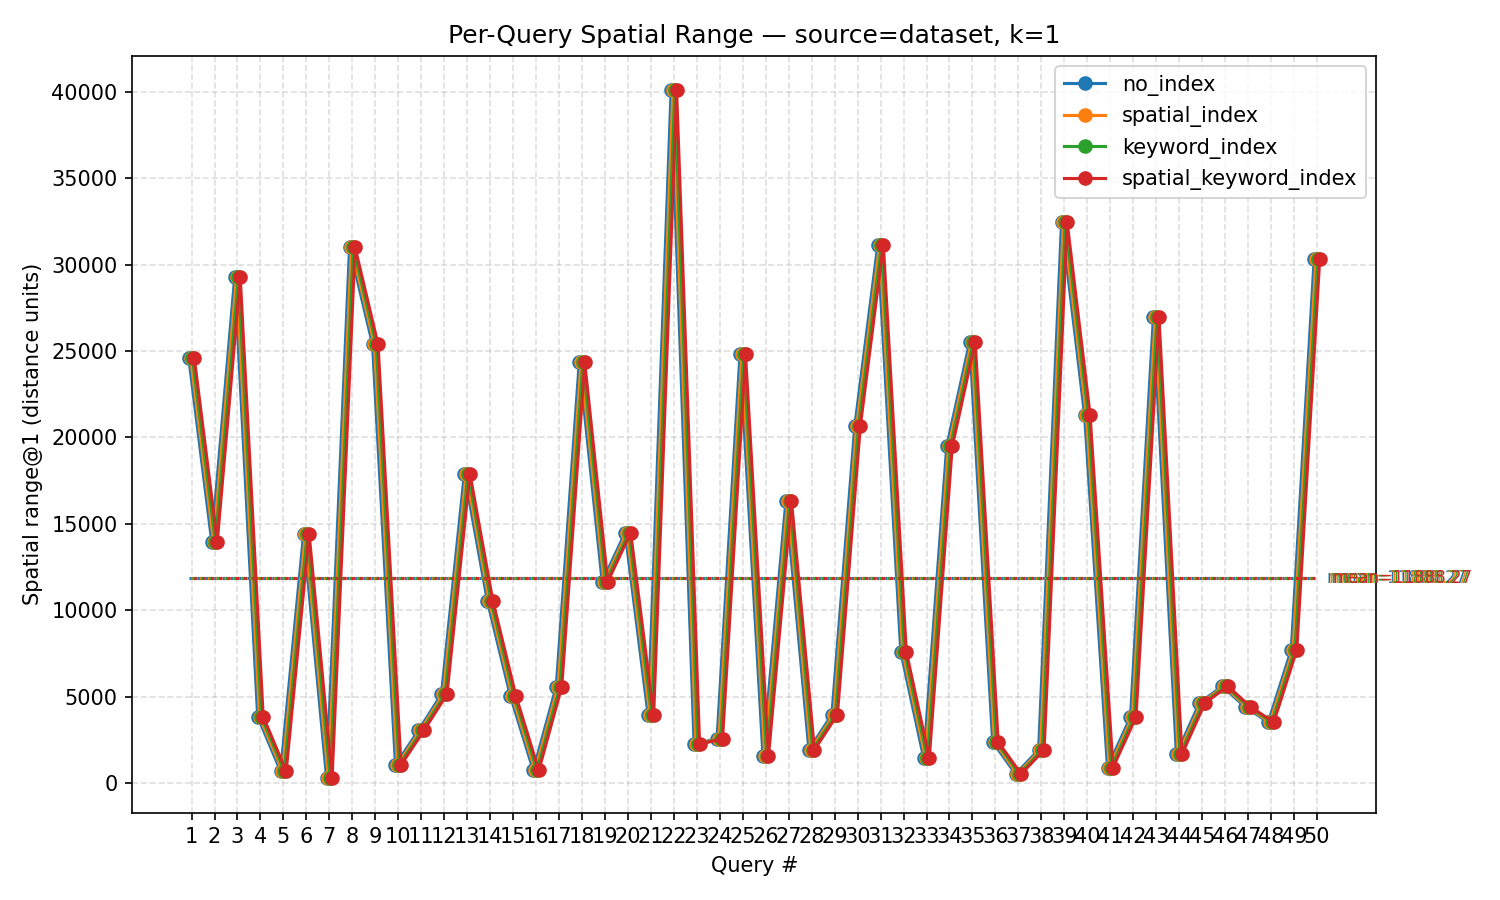 Per-Query Spatial Range — source=dataset, k=1
no_index
spatial_index
keyword_index
spatial_keyword_index
Spatial range@1 (distance units)
40000
35000
30000
25000
20000
15000
10000
5000
0
1 2 3 4 5 6 7 8 9 10 11 12 13 14 15 16 17 18 19 20 21 22 23 24 25 26 27 28 29 30 31 32 33 34 35 36 37 38 39 40 41 42 43 44 45 46 47 48 49 50
Query #